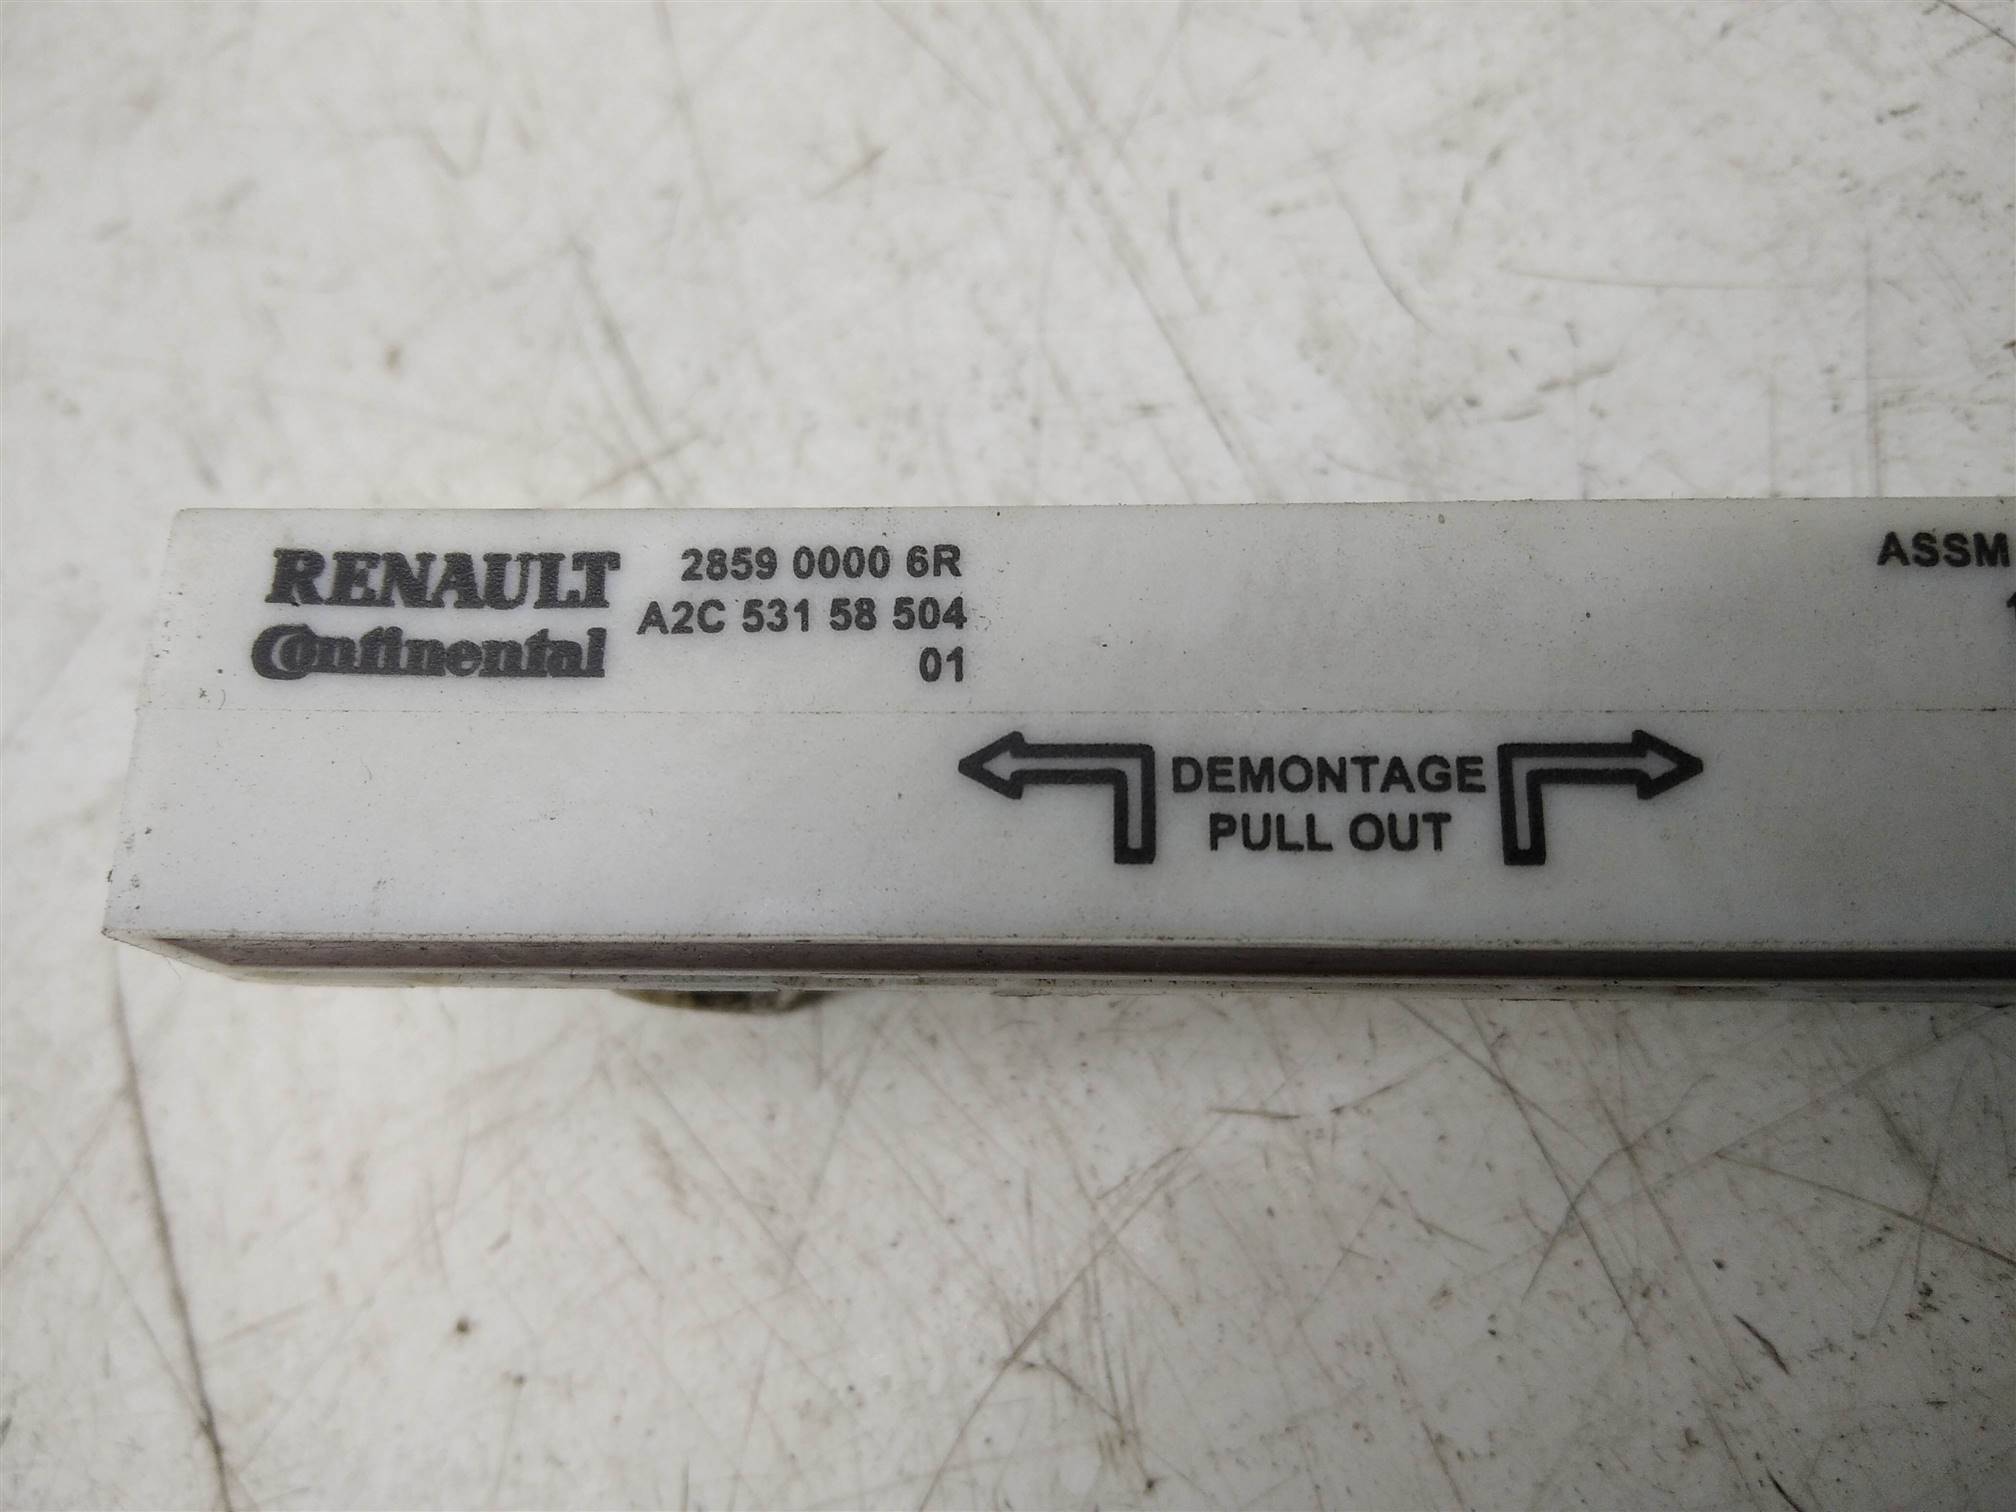 RENAULT 2859 0000 6R
Continental A2C 531 58 504
01
ASSM
DEMONTAGE
PULL OUT